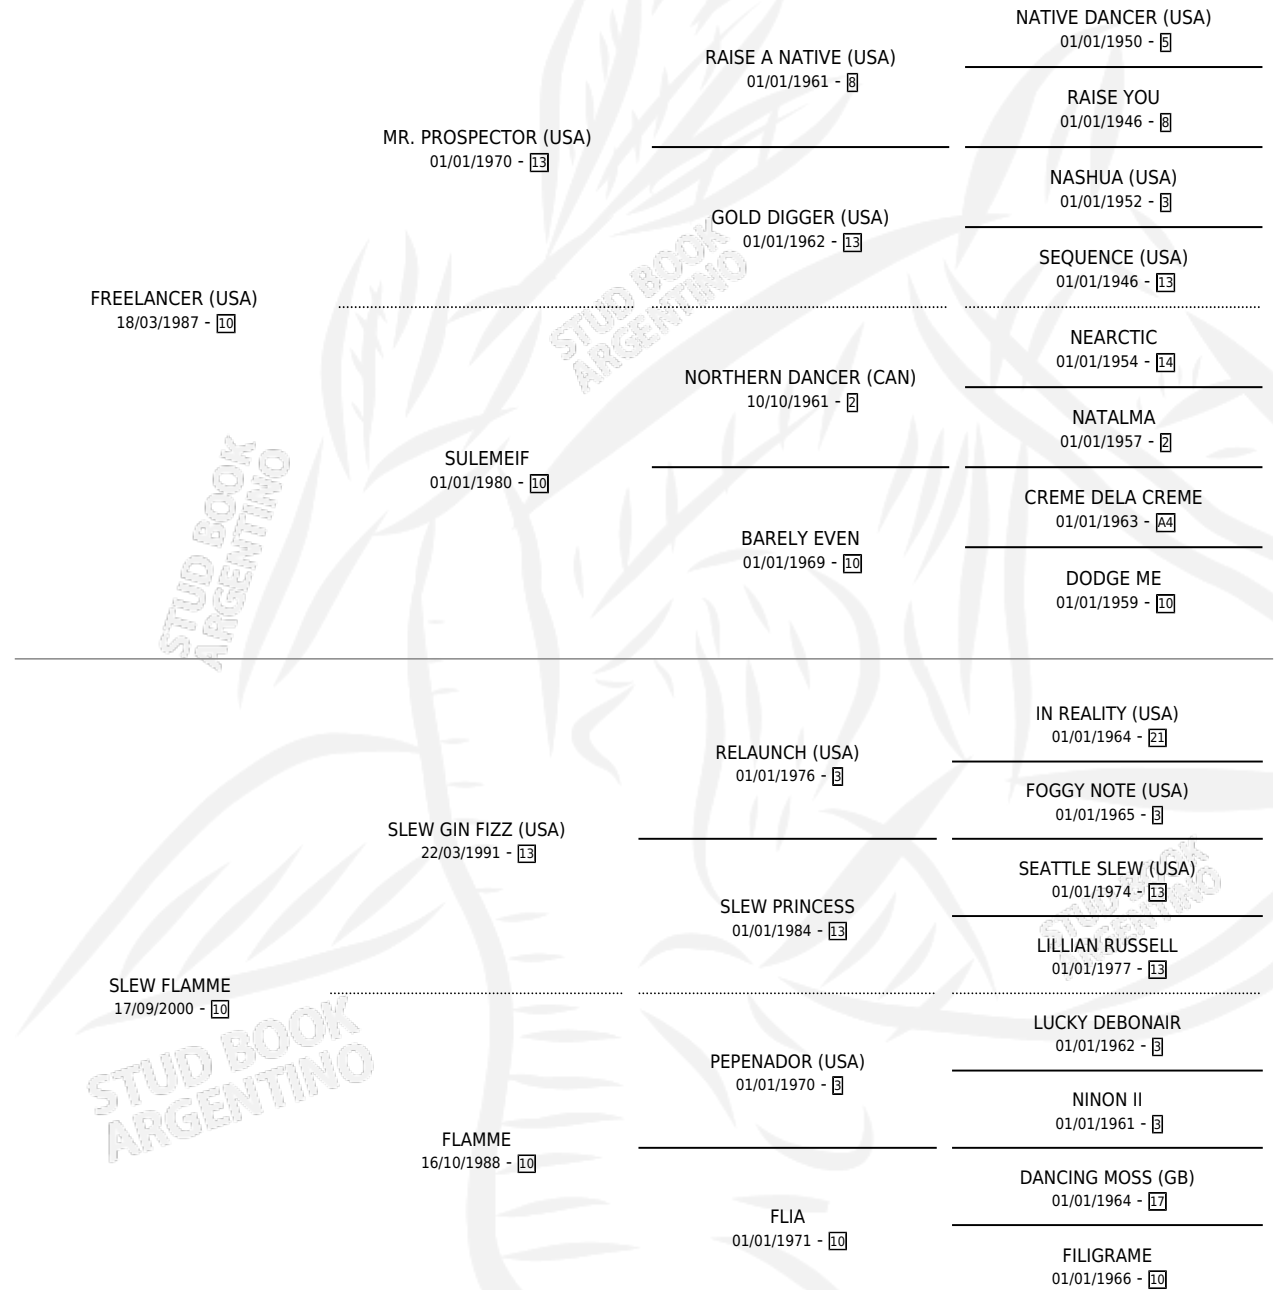 NATIVE DANCER (USA)
01/01/1950 - 5
RAISE A NATIVE (USA)
01/01/1961 - 8
RAISE YOU
01/01/1946 - 8
MR. PROSPECTOR (USA)
01/01/1970 - 13
NASHUA (USA)
01/01/1952 - 3
GOLD DIGGER (USA)
01/01/1962 - 13
SEQUENCE (USA)
01/01/1946 - 13
FREELANCER (USA)
18/03/1987 - 10
NEARCTIC
01/01/1954 - 14
NORTHERN DANCER (CAN)
10/10/1961 - 2
NATALMA
01/01/1957 - 2
SULEMEIF
01/01/1980 - 10
CREME DELA CREME
01/01/1963 - A4
BARELY EVEN
01/01/1969 - 10
DODGE ME
01/01/1959 - 10
STUD BOOK
ARGENTINO
STUD BOOK
ARGENTINO
IN REALITY (USA)
01/01/1964 - 21
RELAUNCH (USA)
01/01/1976 - 3
FOGGY NOTE (USA)
01/01/1965 - 3
SLEW GIN FIZZ (USA)
22/03/1991 - 13
SEATTLE SLEW (USA)
01/01/1974 - 13
SLEW PRINCESS
01/01/1984 - 13
LILLIAN RUSSELL
01/01/1977 - 13
STUD BOOK
ARGENTINO
SLEW FLAMME
17/09/2000 - 10
LUCKY DEBONAIR
01/01/1962 - 3
PEPENADOR (USA)
01/01/1970 - 3
NINON II
01/01/1961 - 3
FLAMME
16/10/1988 - 10
DANCING MOSS (GB)
01/01/1964 - 17
FLIA
01/01/1971 - 10
FILIGRAME
01/01/1966 - 10
STUD BOOK
ARGENTINO